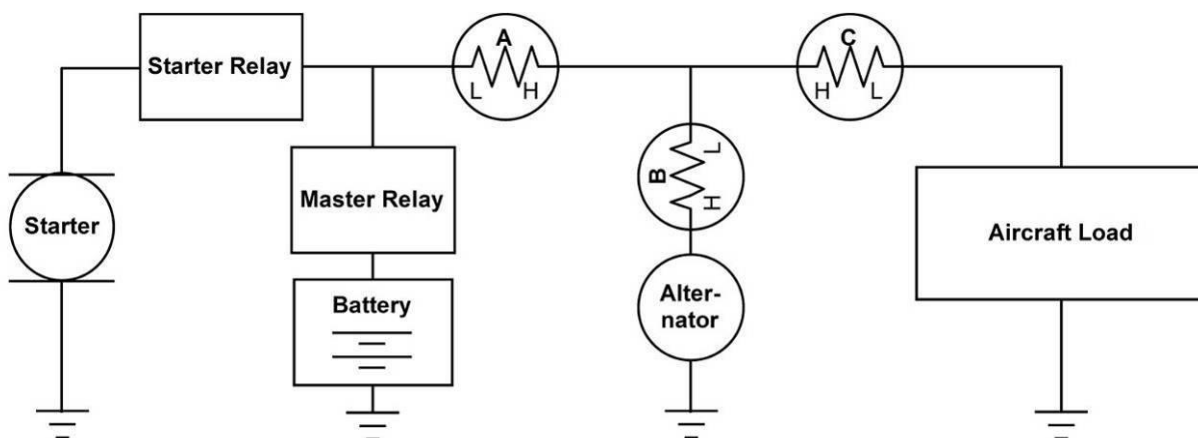 A
C
Starter Relay
L H
H L
B
L
H
Master Relay
Starter
Aircraft Load
Battery
Alter-
nator